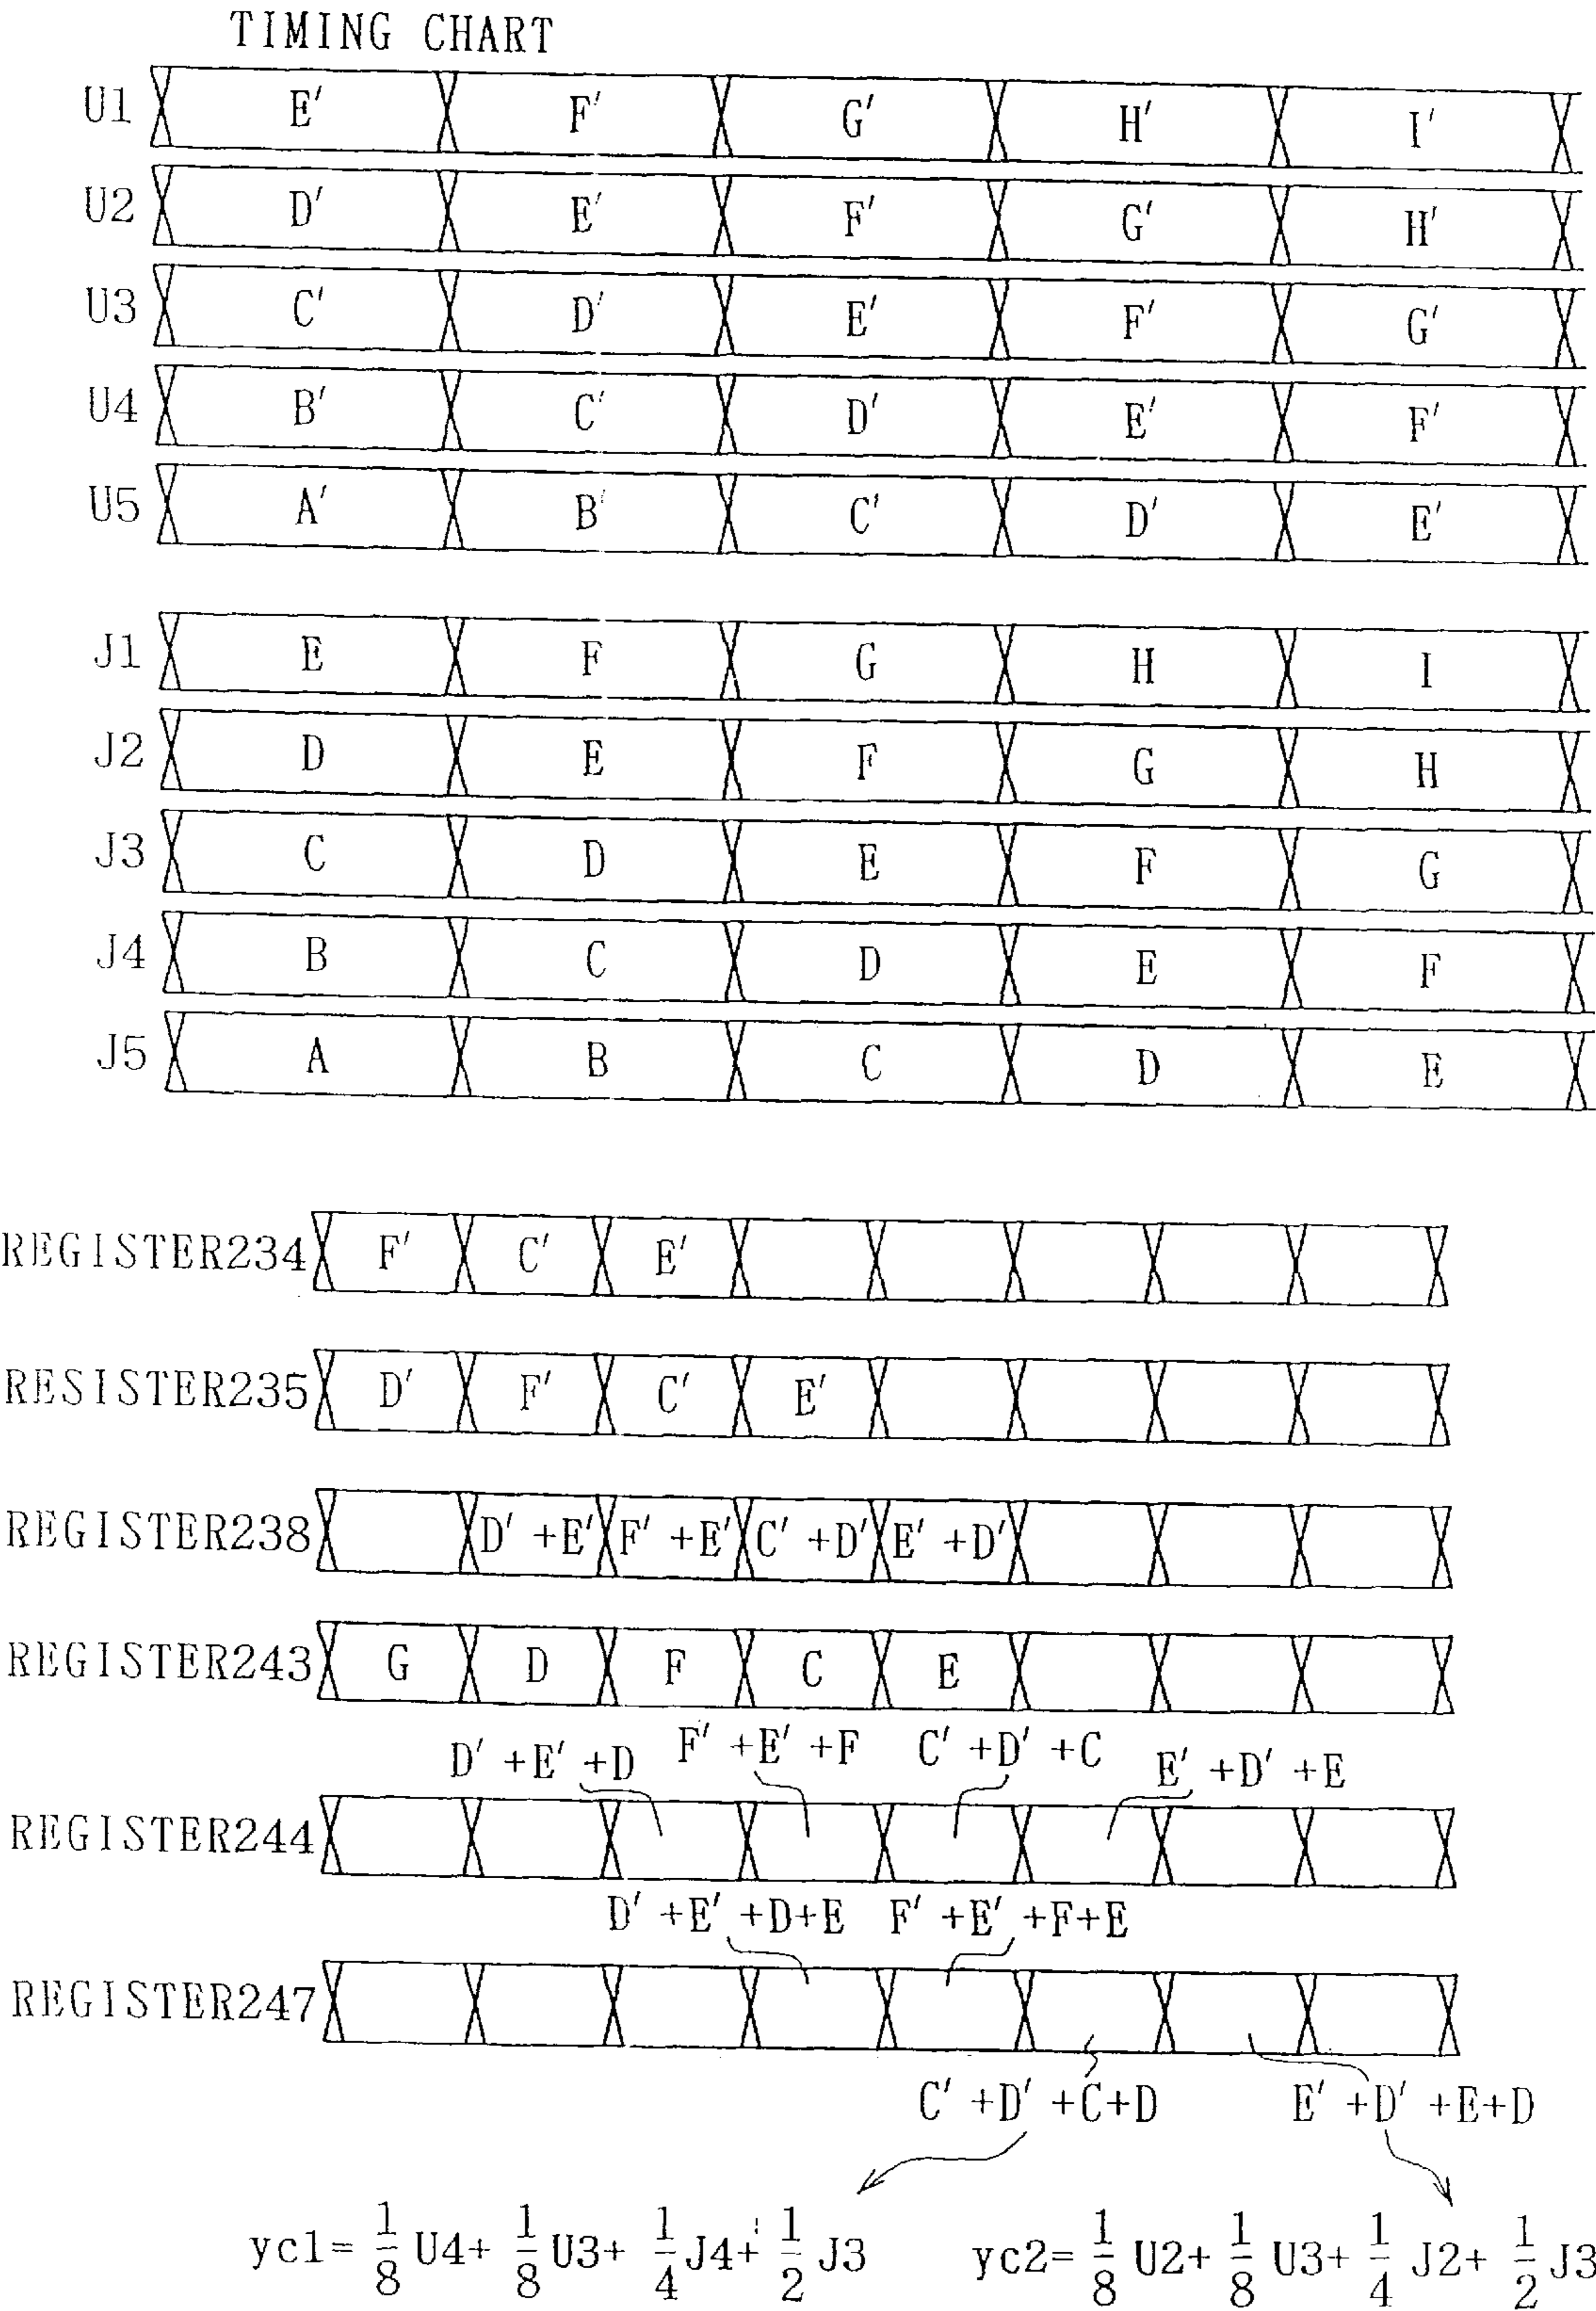 TIMING CHART
U1 E′ F′ G′ H′ I′
U2 D′ E′ F′ G′ H′
U3 C′ D′ E′ F′ G′
U4 B′ C′ D′ E′ F′
U5 A′ B′ C′ D′ E′
J1 E F G H I
J2 D E F G H
J3 C D E F G
J4 B C D E F
J5 A B C D E
REGISTER234 F′ C′ E′
RESISTER235 D′ F′ C′ E′
REGISTER238 D′ +E′ F′ +E′ C′ +D′ E′ +D′
REGISTER243 G D F C E
D′ +E′ +D F′ +E′ +F C′ +D′ +C E′ +D′ +E
REGISTER244
D′ +E′ +D+E F′ +E′ +F+E
REGISTER247
C′ +D′ +C+D E′ +D′ +E+D
yc1= 1/8 U4+ 1/8 U3+ 1/4 J4+ 1/2 J3 yc2= 1/8 U2+ 1/8 U3+ 1/4 J2+ 1/2 J3